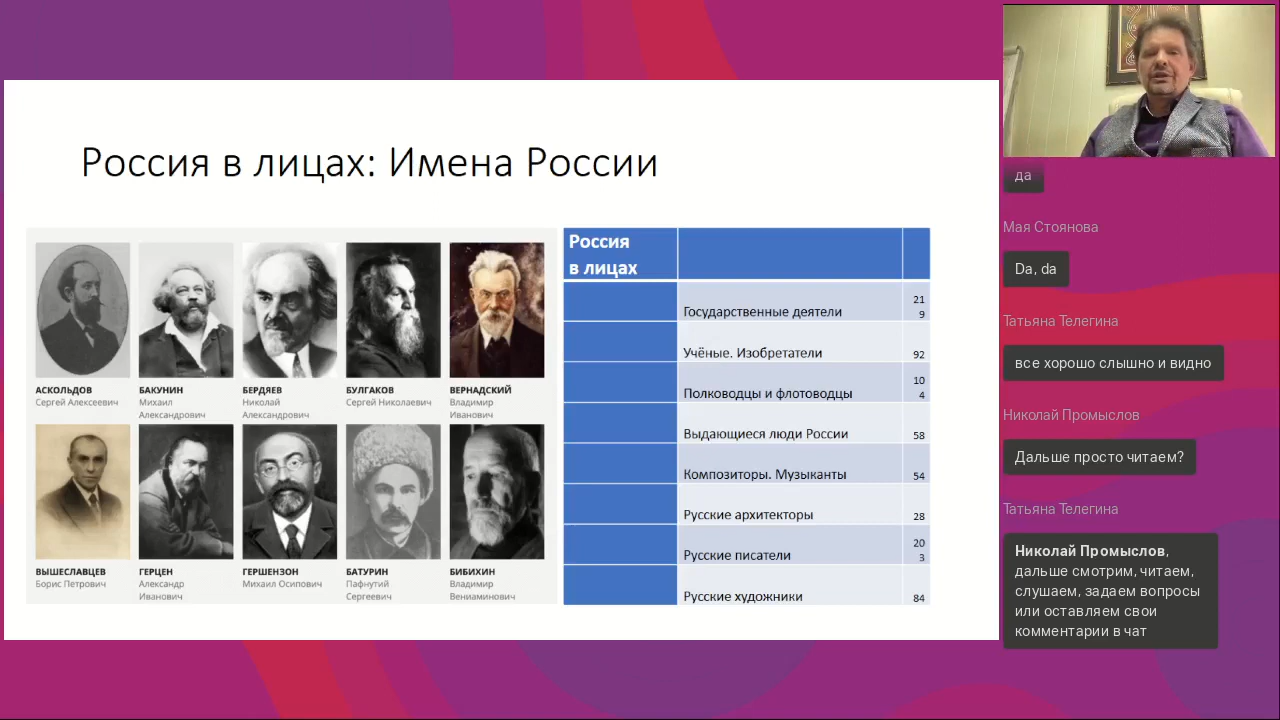 Россия в лицах: Имена России
АСКОЛЬДОВ
Сергей Алексеевич
БАКУНИН
Михаил
Александрович
БЕРДЯЕВ
Николай
Александрович
БУЛГАКОВ
Сергей Николаевич
ВЕРНАДСКИЙ
Владимир
Иванович
ВЫШЕСЛАВЦЕВ
Борис Петрович
ГЕРЦЕН
Александр
Иванович
ГЕРШЕНЗОН
Михаил Осипович
БАТУРИН
Пафнутий
Сергеевич
БИБИХИН
Владимир
Вениаминович
Россия
в лицах
Государственные деятели 21
9
Учёные. Изобретатели 92
Полководцы и флотоводцы 10
4
Выдающиеся люди России 58
Композиторы. Музыканты 54
Русские архитекторы 28
Русские писатели 20
3
Русские художники 84
да
Мая Стоянова
Da, da
Татьяна Телегина
все хорошо слышно и видно
Николай Промыслов
Дальше просто читаем?
Татьяна Телегина
Николай Промыслов,
дальше смотрим, читаем,
слушаем, задаем вопросы
или оставляем свои
комментарии в чат